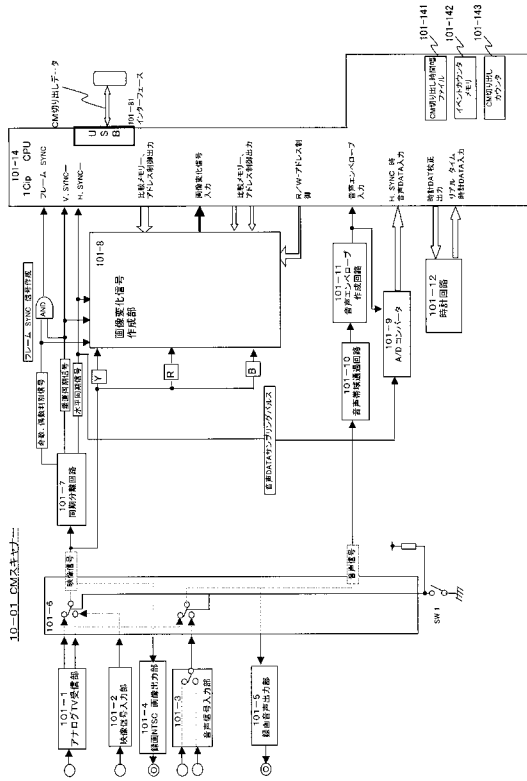 10-01 CMスキャナー
101-1
アナログTV受信部
101-2
映像信号入力部
101-4
録画NTSC 画像出力部
101-3
音声信号入力部
101-5
録音音声出力部
101-6
映像信号
音声信号
SW1
101-7
同期分離回路
奇数、偶数判別信号
垂直同期信号
水平同期信号
フレーム SYNC 信号作成
AND
Y
R
B
音声DATAサンプリングパルス
101-8
画像変化信号
作成部
101-10
音声帯域通過回路
101-11
音声エンベロープ
作成回路
101-9
A/D コンバータ
101-12
時計回路
101-14
1Cip CPU
フレーム SYNC
V. SYNC
H. SYNC
比較メモリー、
アドレス制御出力
画像変化信号
入力
比較メモリー、
アドレス制御出力
R/W・アドレス制
御
音声エンベロープ
入力
H. SYNC 時
音声DATA入力
時計DAT校正
出力
リアル タイム
時計DATA入力
USB
101-B1
インターフェース
CM切り出しデータ
101-141
CM切り出し時間幅
ファイル
101-142
イベントカウンタ
メモリ
101-143
CM切り出し
カウンタ